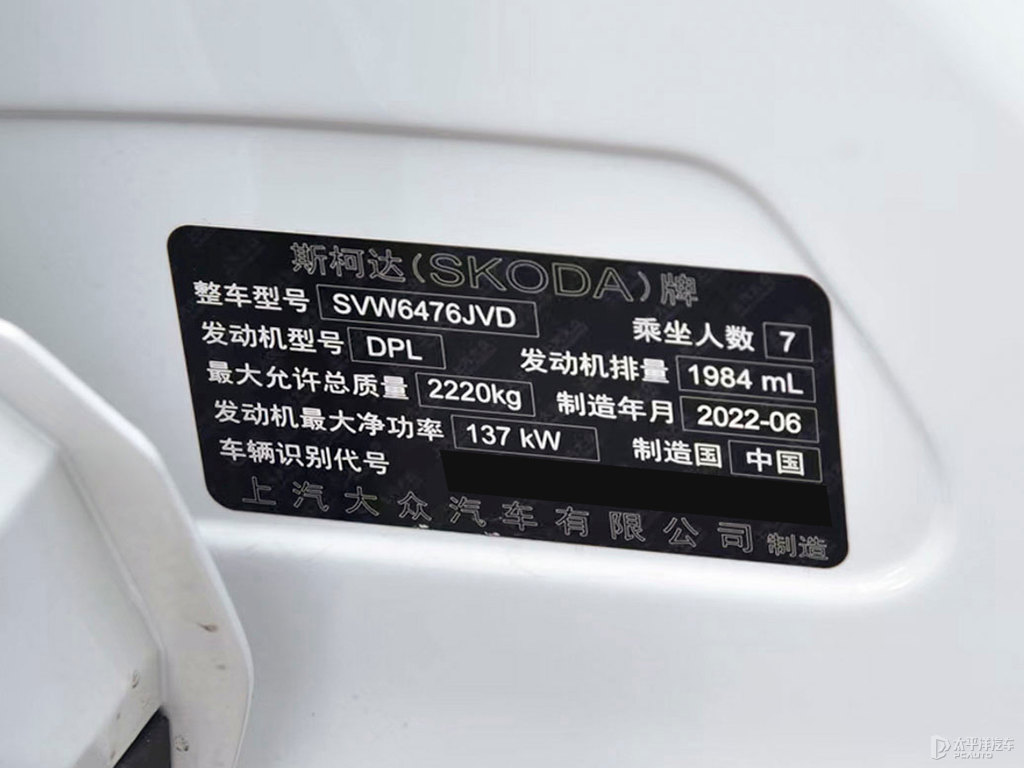 斯柯达(SKODA)牌
整车型号 SVW6476JVD 乘坐人数 7
发动机型号 DPL 发动机排量 1984 mL
最大允许总质量 2220kg 制造年月 2022-06
发动机最大净功率 137 kW 制造国 中国
车辆识别代号
上汽大众汽车有限公司 制造
太平洋汽车
PCAUTO